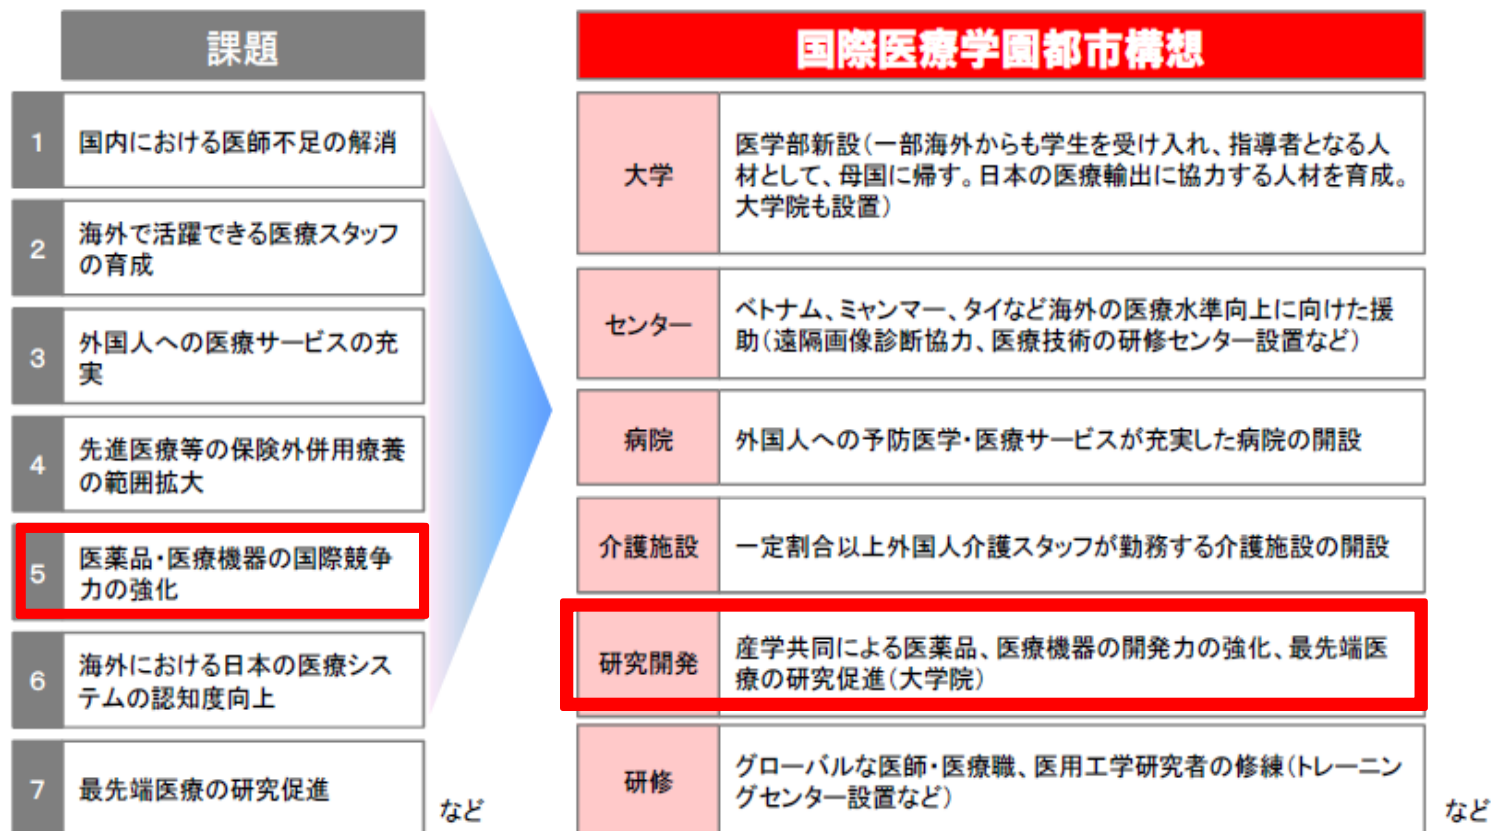 課題
1
国内における医師不足の解消
2
海外で活躍できる医療スタッフ
の育成
3
外国人への医療サービスの充
実
4
先進医療等の保険外併用療養
の範囲拡大
5
医薬品・医療機器の国際競争
力の強化
6
海外における日本の医療シス
テムの認知度向上
7
最先端医療の研究促進
など
国際医療学園都市構想
大学
医学部新設(一部海外からも学生を受け入れ、指導者となる人
材として、母国に帰す。日本の医療輸出に協力する人材を育成。
大学院も設置)
センター
ベトナム、ミャンマー、タイなど海外の医療水準向上に向けた援
助(遠隔画像診断協力、医療技術の研修センター設置など)
病院
外国人への予防医学・医療サービスが充実した病院の開設
介護施設
一定割合以上外国人介護スタッフが勤務する介護施設の開設
研究開発
産学共同による医薬品、医療機器の開発力の強化、最先端医
療の研究促進(大学院)
研修
グローバルな医師・医療職、医用工学研究者の修練(トレーニン
グセンター設置など)
など